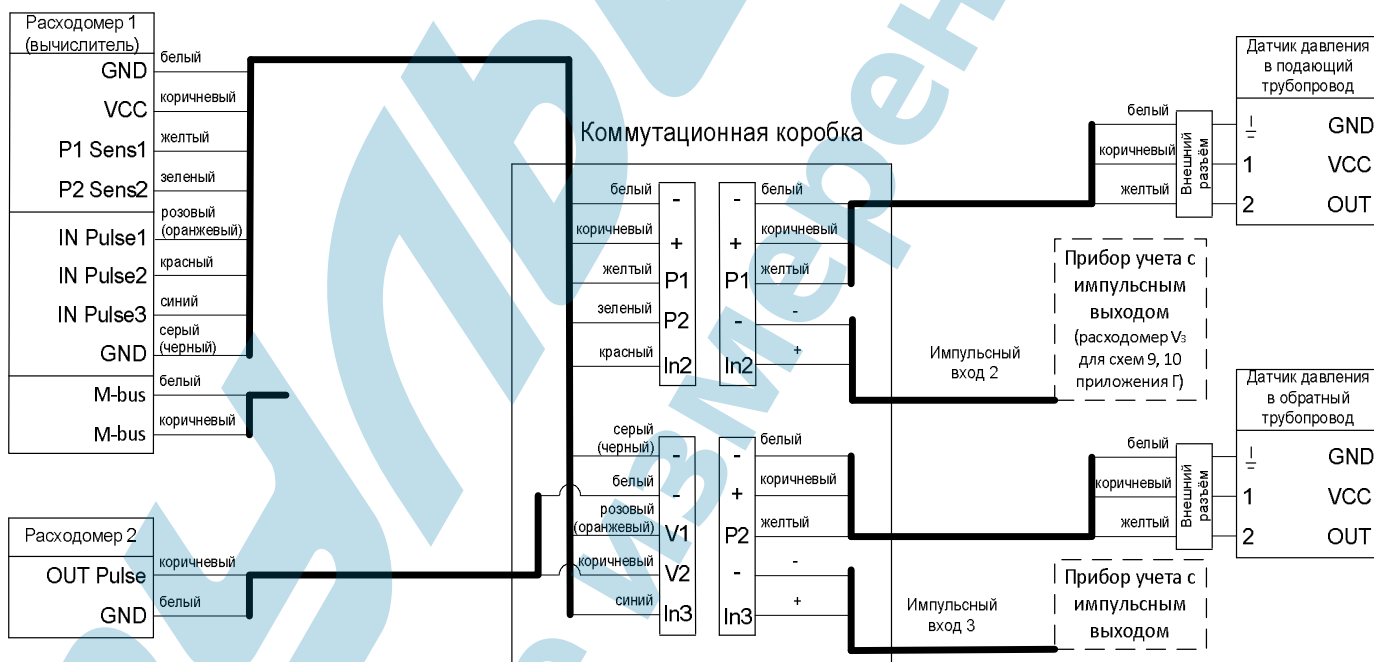 Расходомер 1
(вычислитель)
GND
белый
VCC
коричневый
P1 Sens1
желтый
P2 Sens2
зеленый
IN Pulse1
розовый
(оранжевый)
IN Pulse2
красный
IN Pulse3
синий
GND
серый
(черный)
M-bus
белый
M-bus
коричневый
Расходомер 2
OUT Pulse
коричневый
GND
белый
Коммутационная коробка
белый
-
коричневый
+
желтый
P1
зеленый
P2
красный
In2
-
белый
+
коричневый
P1
желтый
-
-
In2
+
серый
(черный)
-
белый
-
розовый
(оранжевый)
V1
коричневый
V2
синий
In3
-
белый
+
коричневый
P2
желтый
-
-
In3
+
Импульсный
вход 2
Импульсный
вход 3
белый
коричневый
желтый
Внешний
разъём
Датчик давления
в подающий
трубопровод
GND
1
VCC
2
OUT
Прибор учета с
импульсным
выходом
(расходомер V3
для схем 9, 10
приложения Г)
белый
коричневый
желтый
Внешний
разъём
Датчик давления
в обратный
трубопровод
GND
1
VCC
2
OUT
Прибор учета с
импульсным
выходом